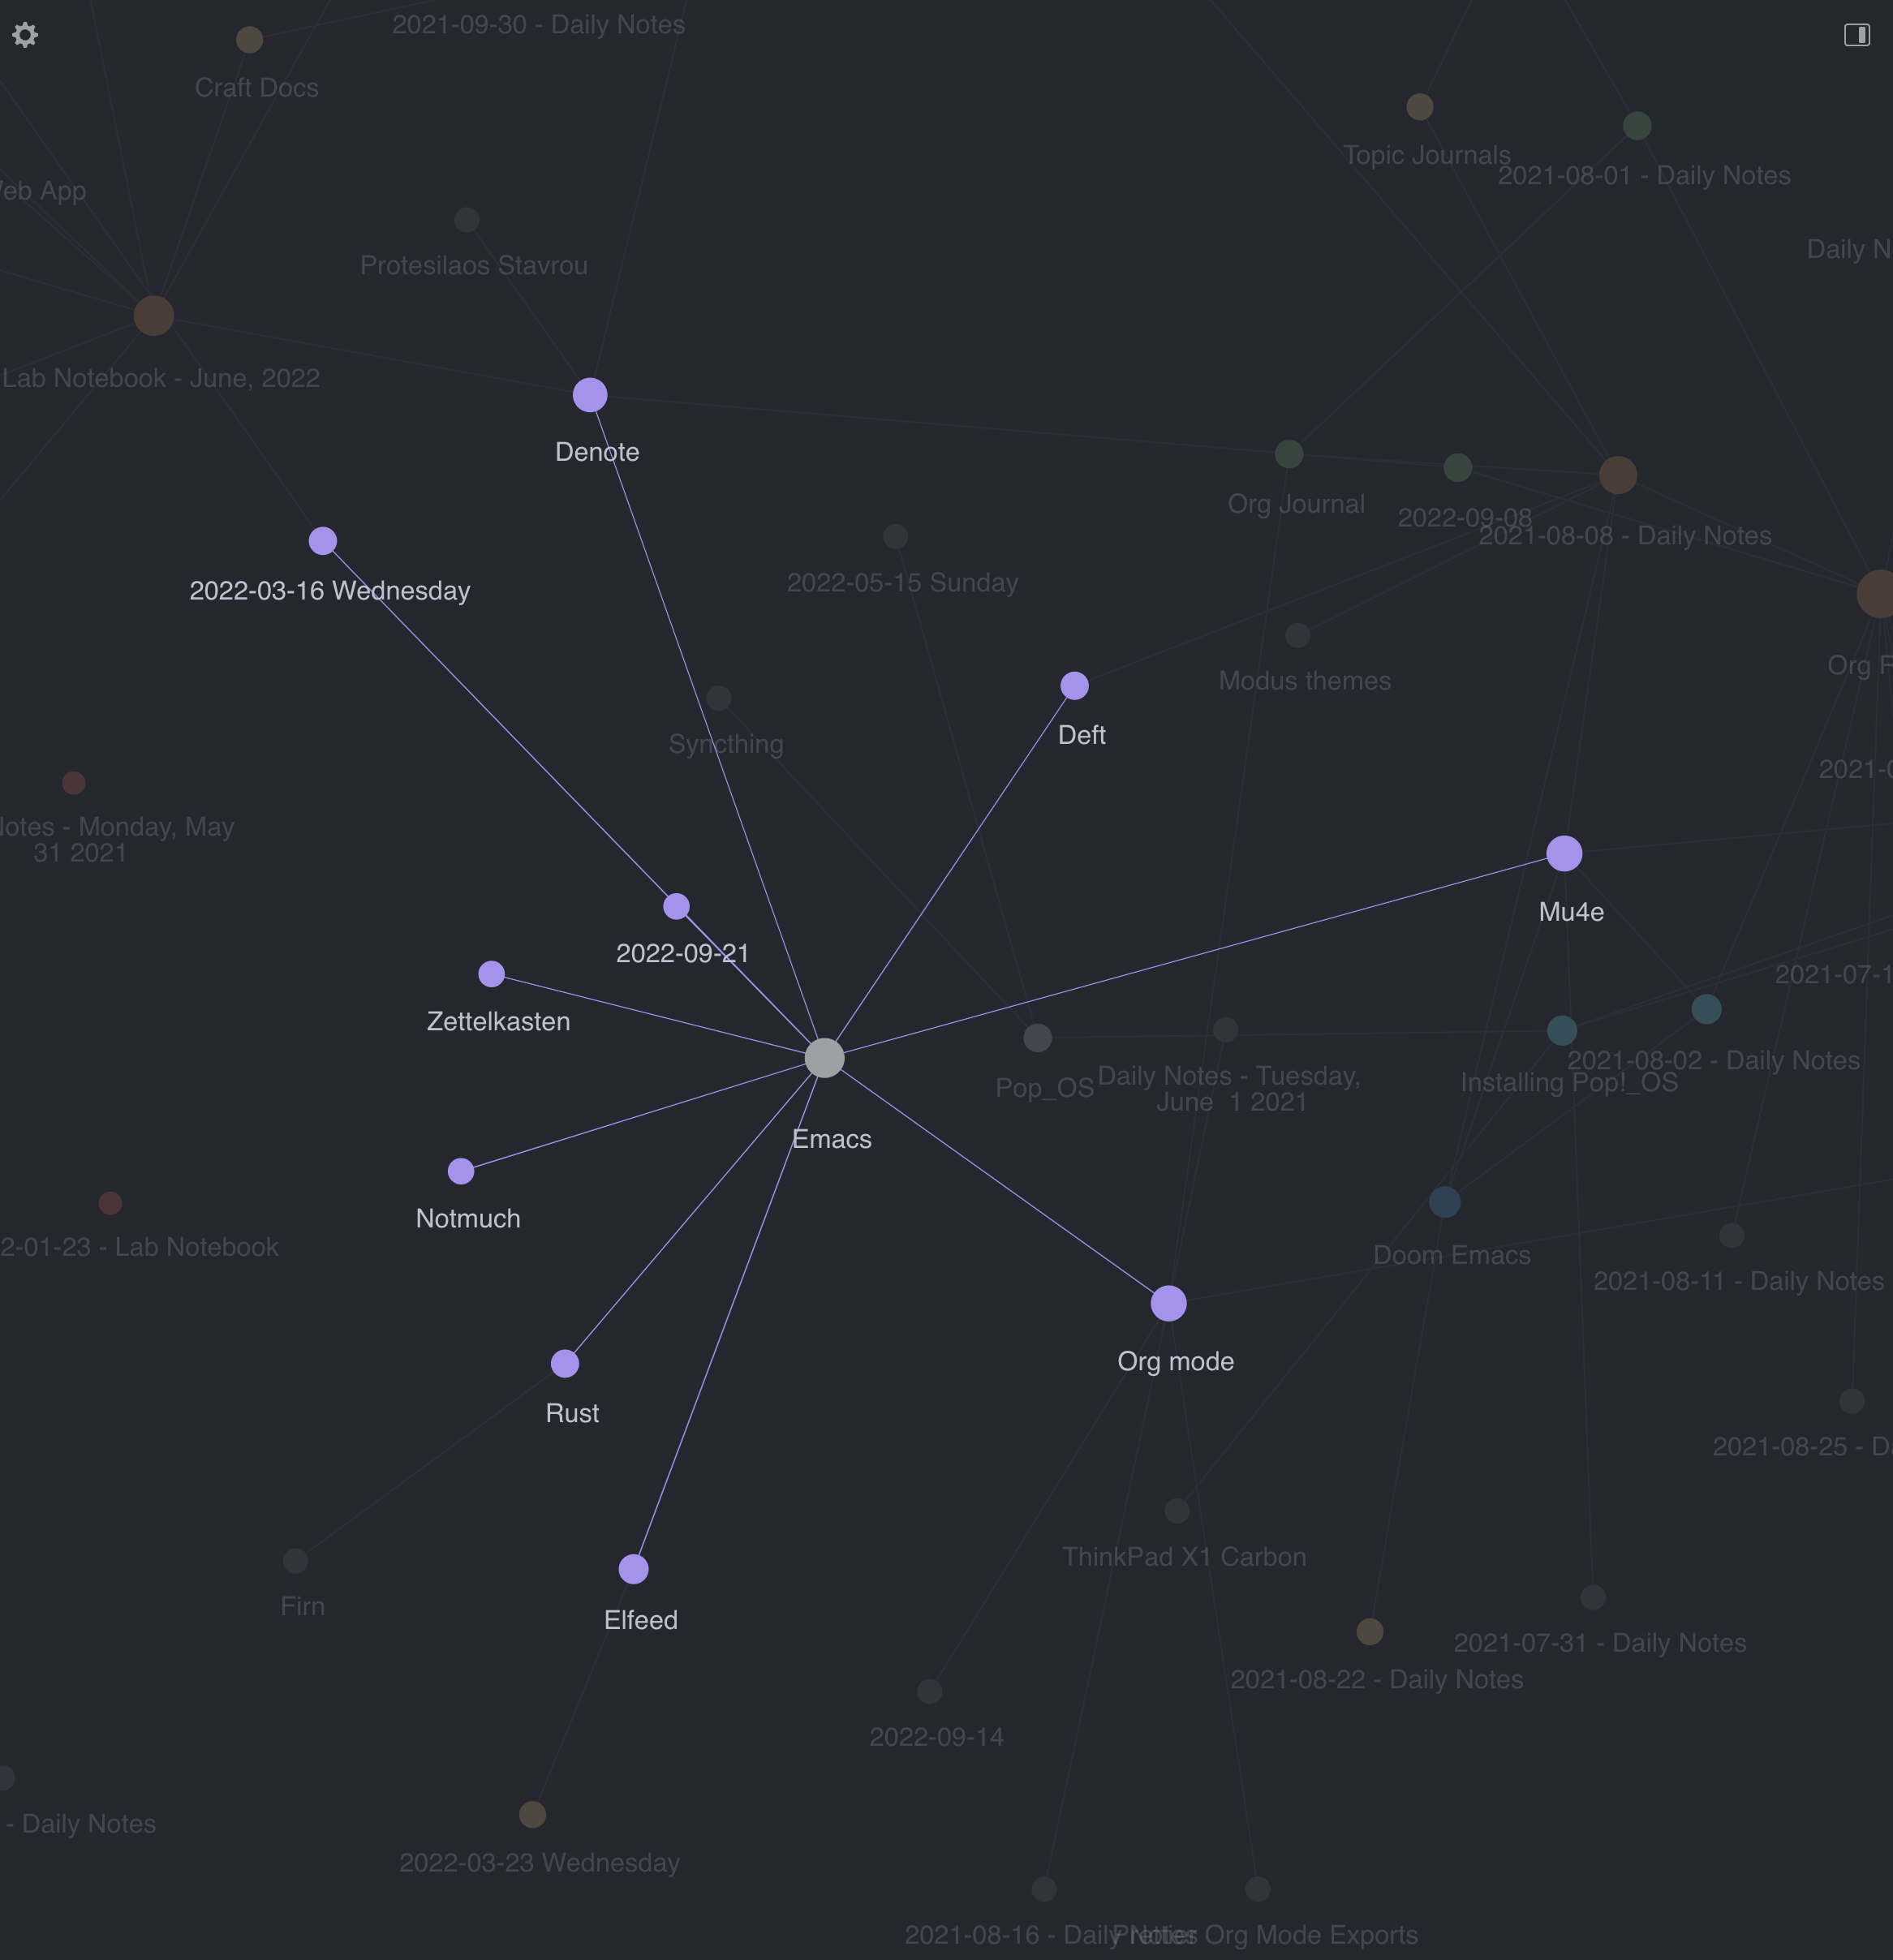 2021-09-30 - Daily Notes
Craft Docs
Topic Journals
2021-08-01 - Daily Notes
eb App
Daily N
Protesilaos Stavrou
Lab Notebook - June, 2022
Denote
Org Journal
2022-09-08
2021-08-08 - Daily Notes
2022-05-15 Sunday
2022-03-16 Wednesday
Org
Modus themes
Deft
Syncthing
2021-0
otes - Monday, May
31 2021
Mu4e
2022-09-21
2021-07-1
Zettelkasten
2021-08-02 - Daily Notes
Pop_OS
Daily Notes - Tuesday,
June 1 2021
Installing Pop!_OS
Emacs
Notmuch
2-01-23 - Lab Notebook
Doom Emacs
2021-08-11 - Daily Notes
Org mode
Rust
2021-08-25 - D
ThinkPad X1 Carbon
Firn
Elfeed
2021-07-31 - Daily Notes
2021-08-22 - Daily Notes
2022-09-14
- Daily Notes
2022-03-23 Wednesday
2021-08-16 - Daily Notes
Prettier Org Mode Exports